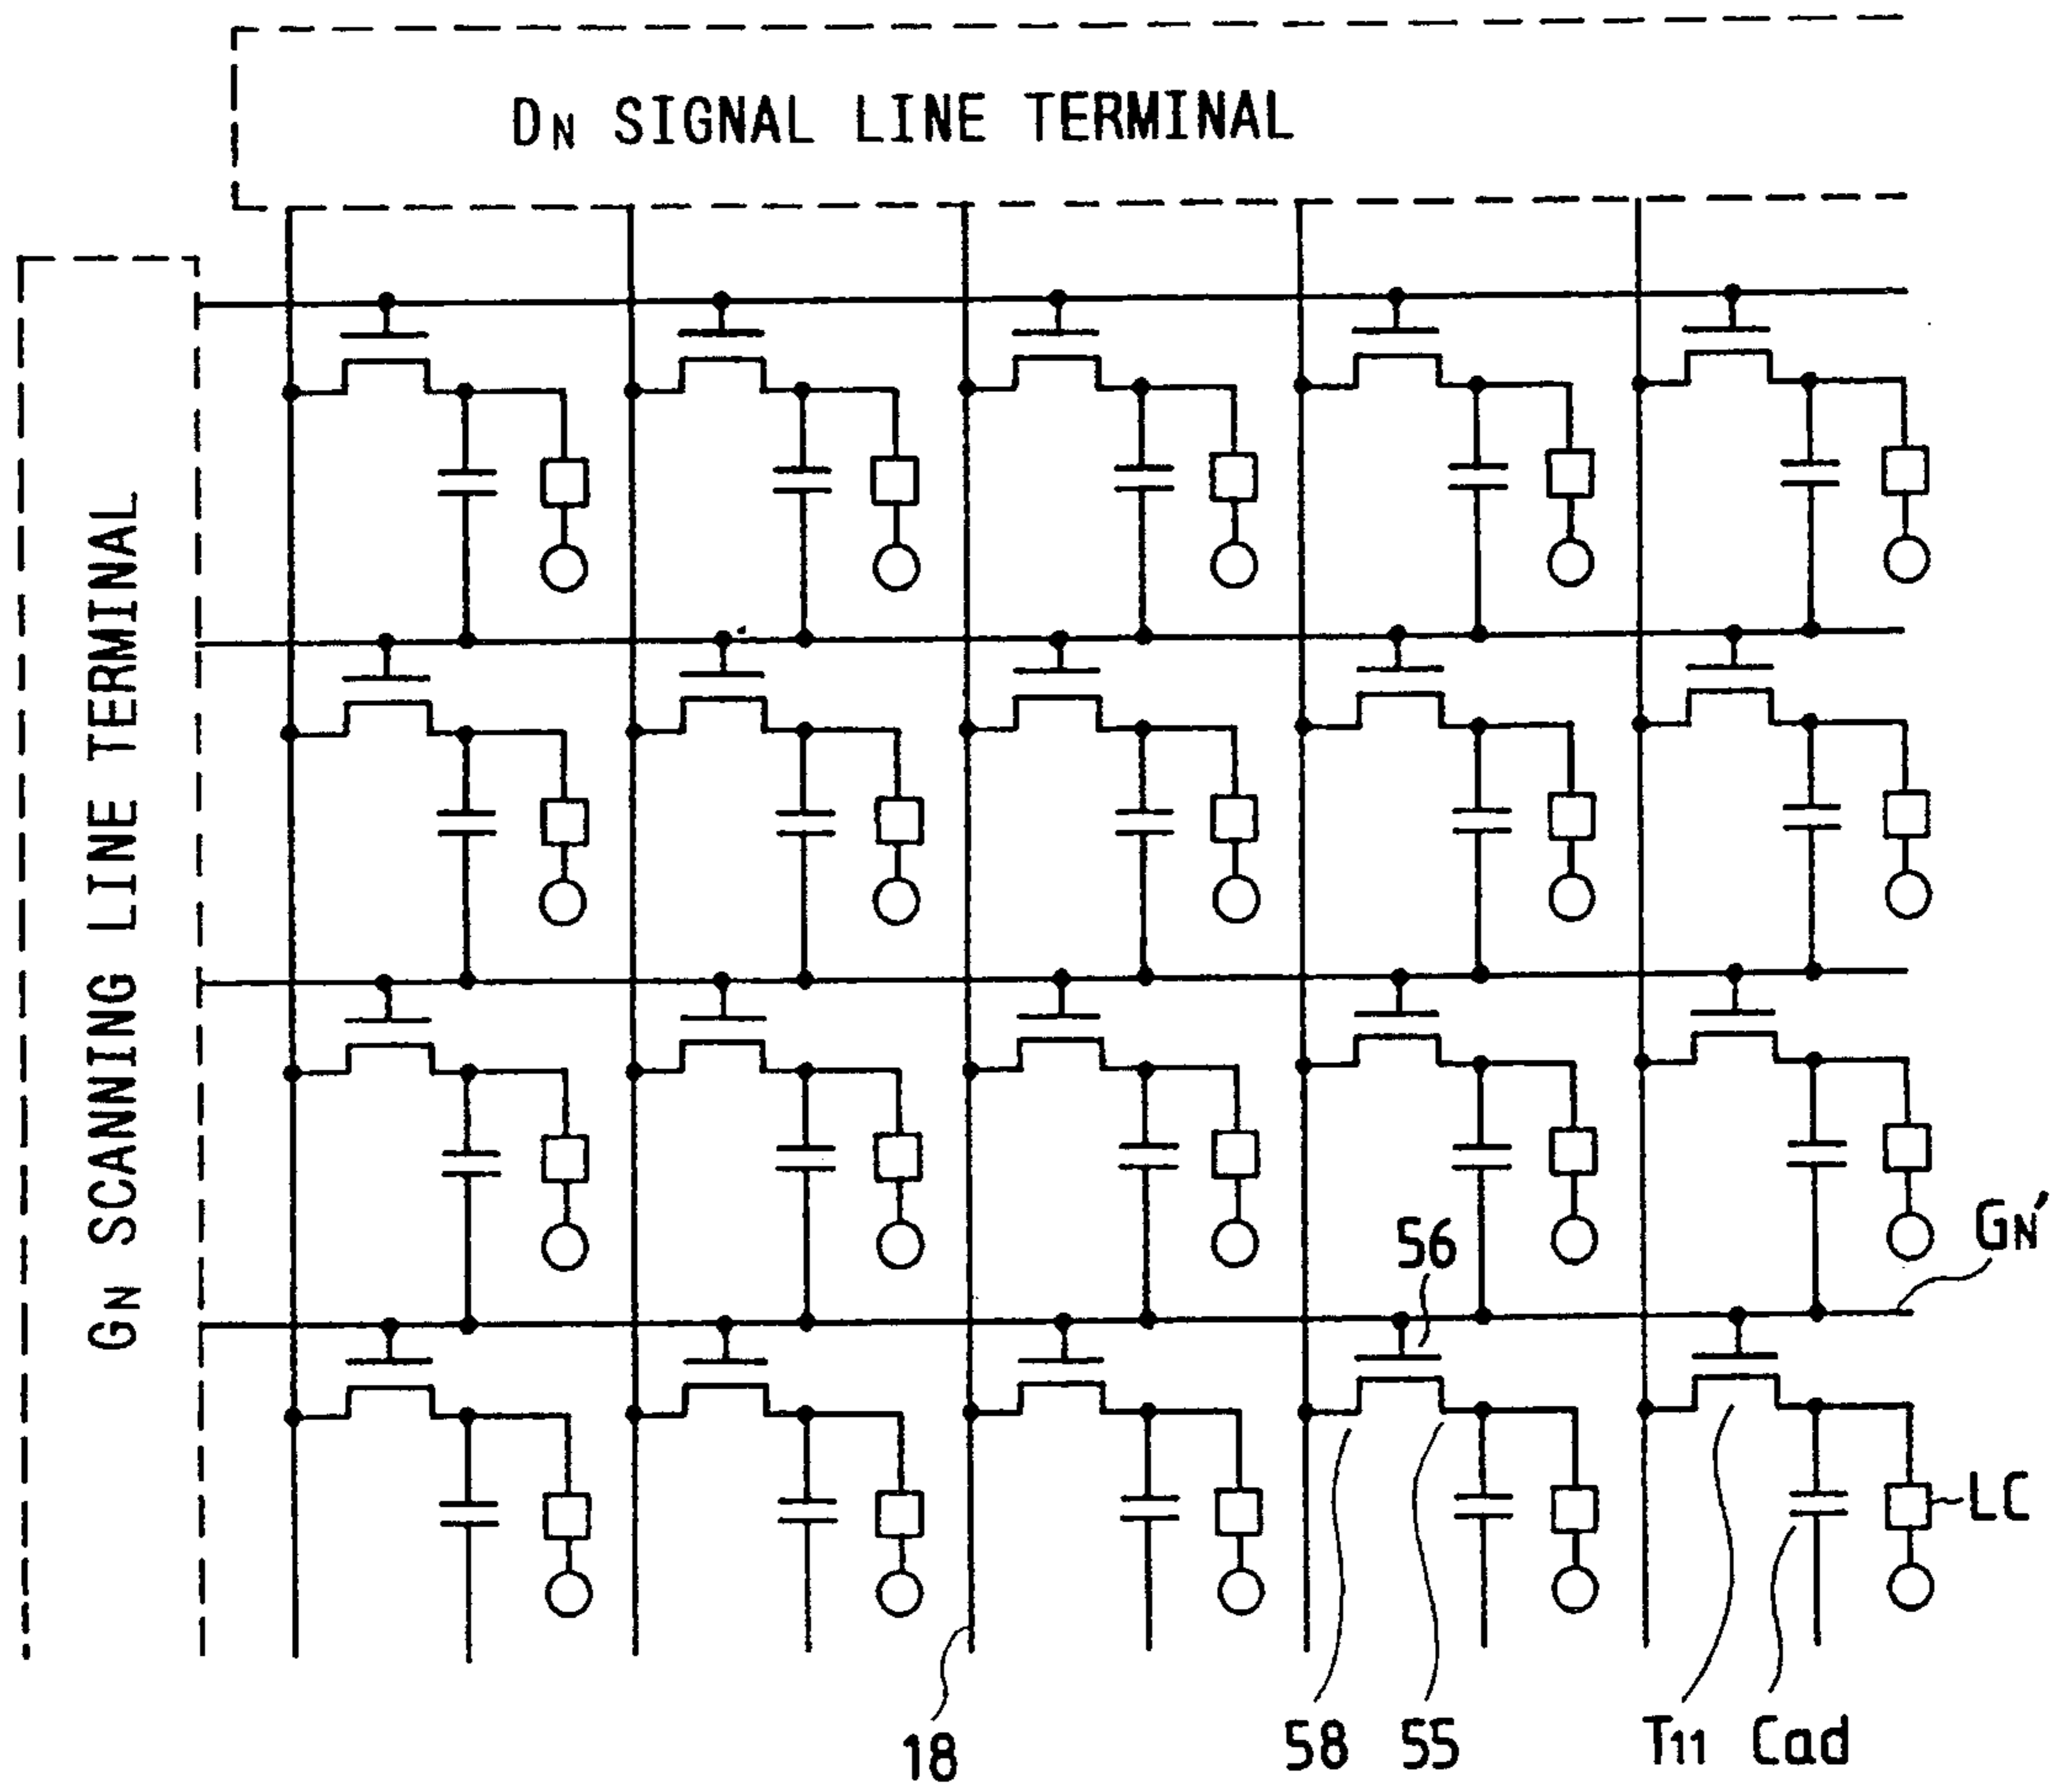 DN SIGNAL LINE TERMINAL
GN SCANNING LINE TERMINAL
GN'
56
LC
18
58
55
T11
Cad